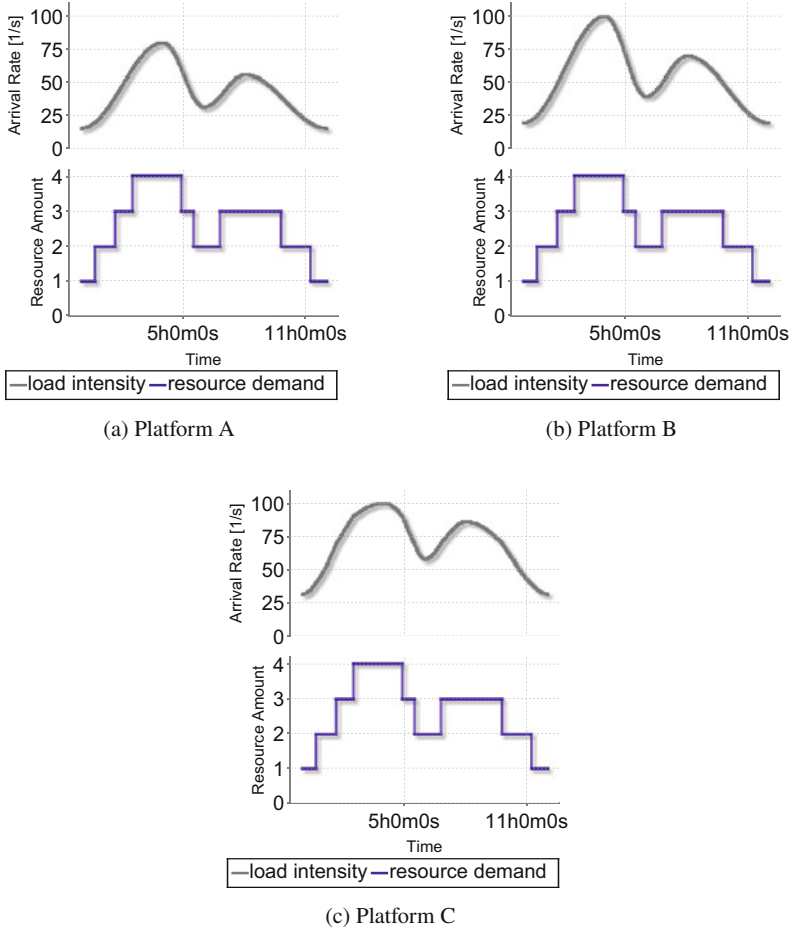 Arrival Rate [1/s]
100
75
50
25
0
Resource Amount
4
3
2
1
0
5h0m0s 11h0m0s
Time
load intensity resource demand
(a) Platform A
Arrival Rate [1/s]
100
75
50
25
0
Resource Amount
4
3
2
1
0
5h0m0s 11h0m0s
Time
load intensity resource demand
(b) Platform B
Arrival Rate [1/s]
100
75
50
25
0
Resource Amount
4
3
2
1
0
5h0m0s 11h0m0s
Time
load intensity resource demand
(c) Platform C